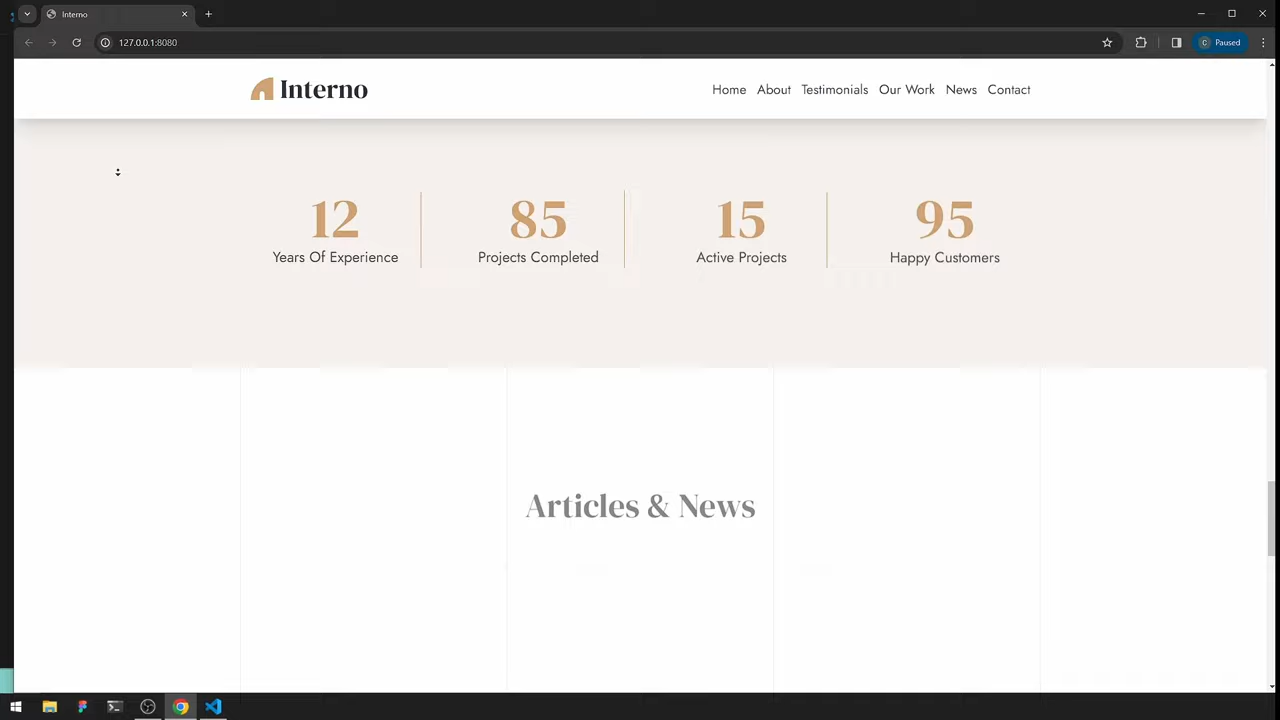 Interno
127.0.0.1:8080
C Paused
Interno
Home About Testimonials Our Work News Contact
12 85 15 95
Years Of Experience Projects Completed Active Projects Happy Customers
Articles & News